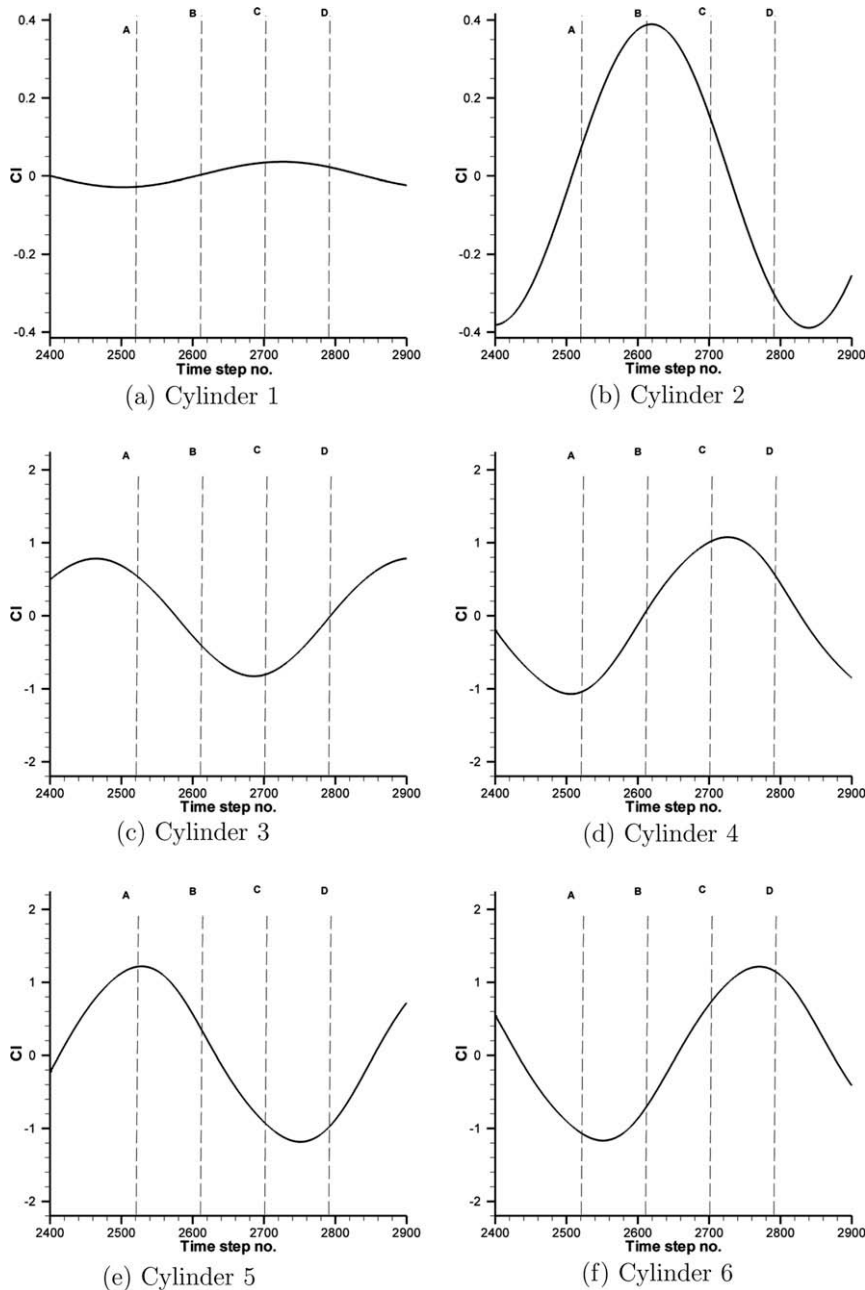 0.4 A B C D
0.2
0
-0.2
-0.4
Cl
2400 2500 2600 2700 2800 2900
Time step no.
(a) Cylinder 1
0.4 A B C D
0.2
0
-0.2
-0.4
Cl
2400 2500 2600 2700 2800 2900
Time step no.
(b) Cylinder 2
A B C D
2
1
0
-1
-2
Cl
2400 2500 2600 2700 2800 2900
Time step no.
(c) Cylinder 3
A B C D
2
1
0
-1
-2
Cl
2400 2500 2600 2700 2800 2900
Time step no.
(d) Cylinder 4
A B C D
2
1
0
-1
-2
Cl
2400 2500 2600 2700 2800 2900
Time step no.
(e) Cylinder 5
A B C D
2
1
0
-1
-2
Cl
2400 2500 2600 2700 2800 2900
Time step no.
(f) Cylinder 6